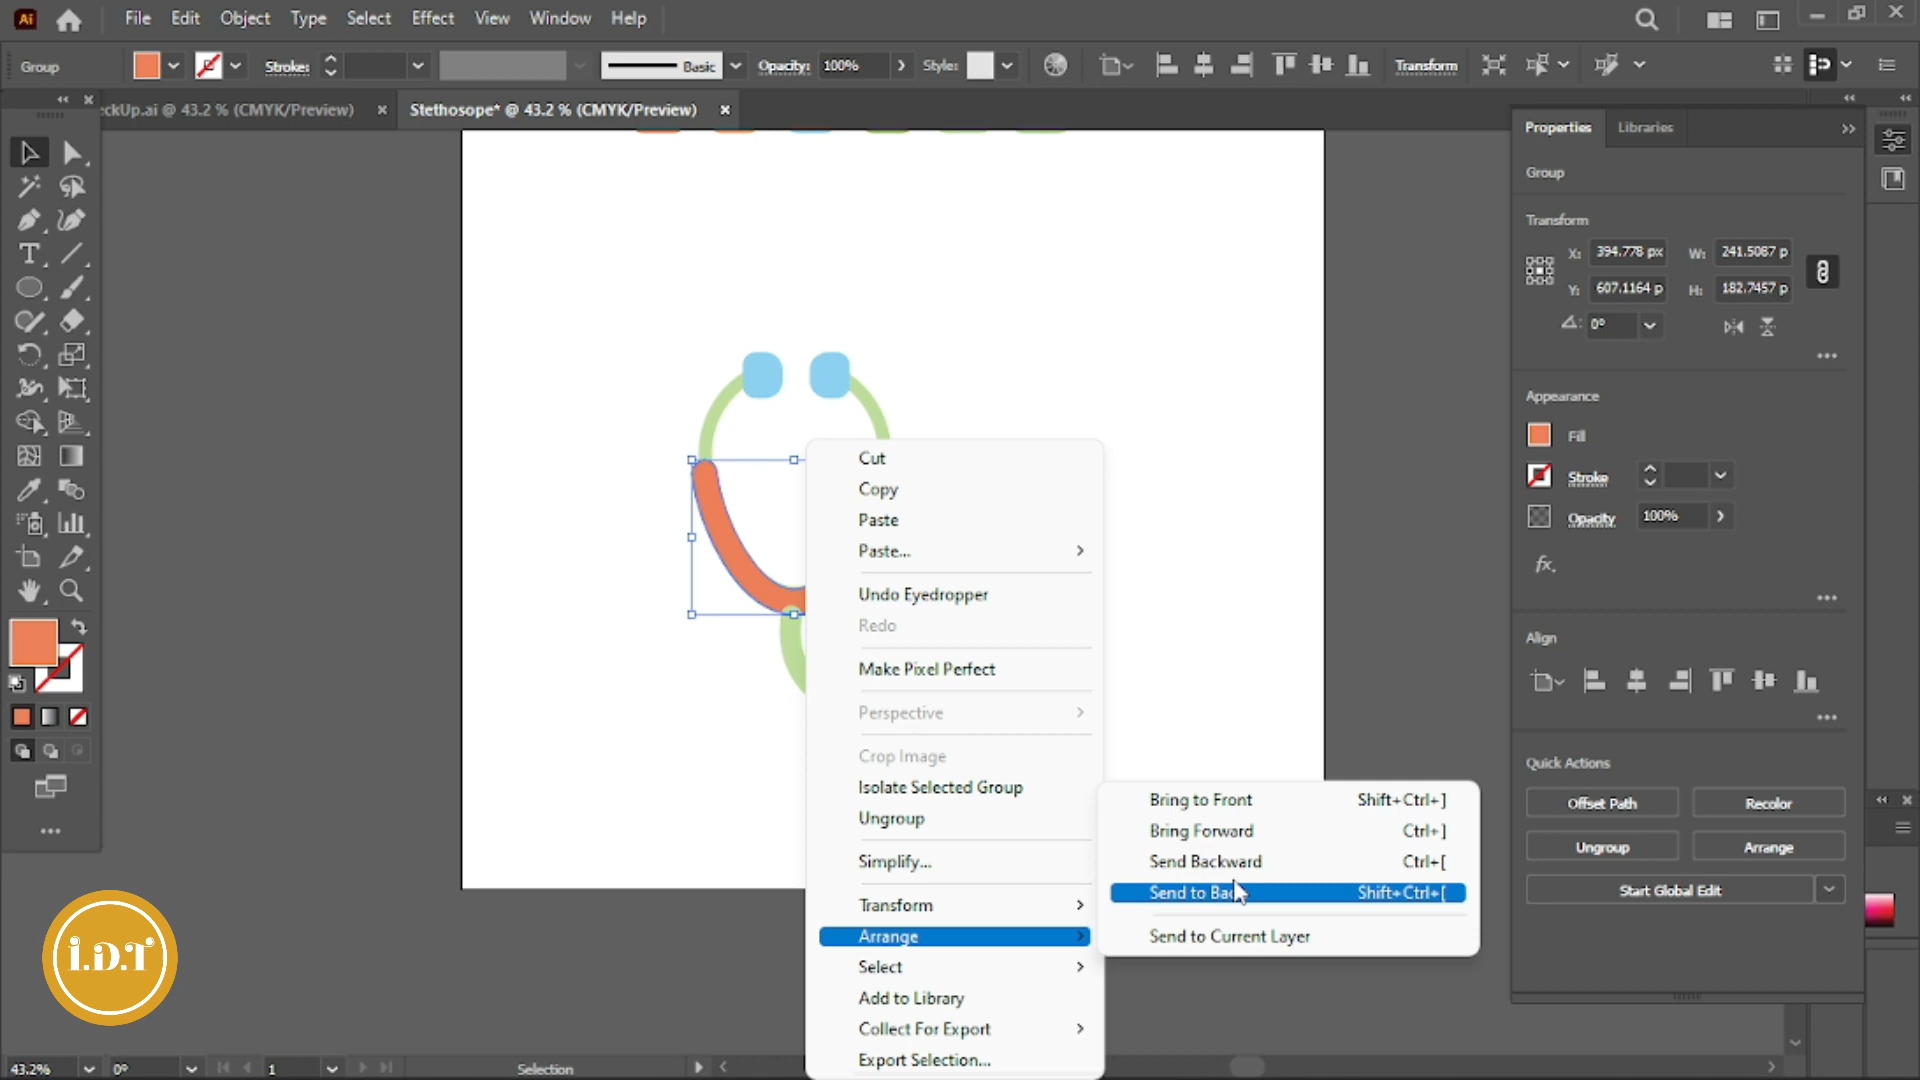 Ai
File Edit Object Type Select Effect View Window Help
Group
Stroke:
Basic
Opacity: 100%
Style:
Transform
ckUp.ai @ 43.2 % (CMYK/Preview)
Stethosope* @ 43.2 % (CMYK/Preview)
Properties
Libraries
Group
Transform
X: 394.778 px W: 241.5087 p
Y: 607.1164 p H: 182.7457 p
0°
Appearance
Fill
Stroke
Opacity 100%
fx.
Align
Quick Actions
Offset Path Recolor
Ungroup Arrange
Start Global Edit
Cut
Copy
Paste
Paste...
Undo Eyedropper
Redo
Make Pixel Perfect
Perspective
Crop Image
Isolate Selected Group
Ungroup
Simplify...
Transform
Arrange
Select
Add to Library
Collect For Export
Export Selection...
Bring to Front Shift+Ctrl+]
Bring Forward Ctrl+]
Send Backward Ctrl+[
Send to Back Shift+Ctrl+[
Send to Current Layer
I.D.T
43.2% 0° 1 Selection